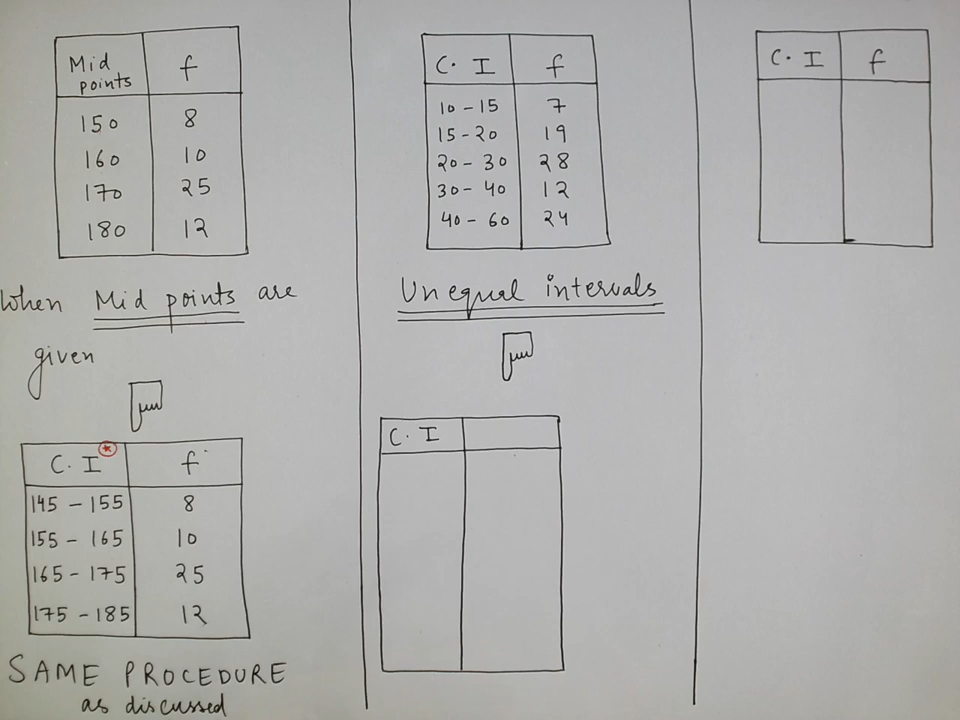 Mid points f
150 8
160 10
170 25
180 12
When Mid points are
given
C. I * f
145 - 155 8
155 - 165 10
165 - 175 25
175 - 185 12
SAME PROCEDURE
as discussed
C. I f
10 - 15 7
15 - 20 19
20 - 30 28
30 - 40 12
40 - 60 24
Unequal intervals
C. I
C. I f